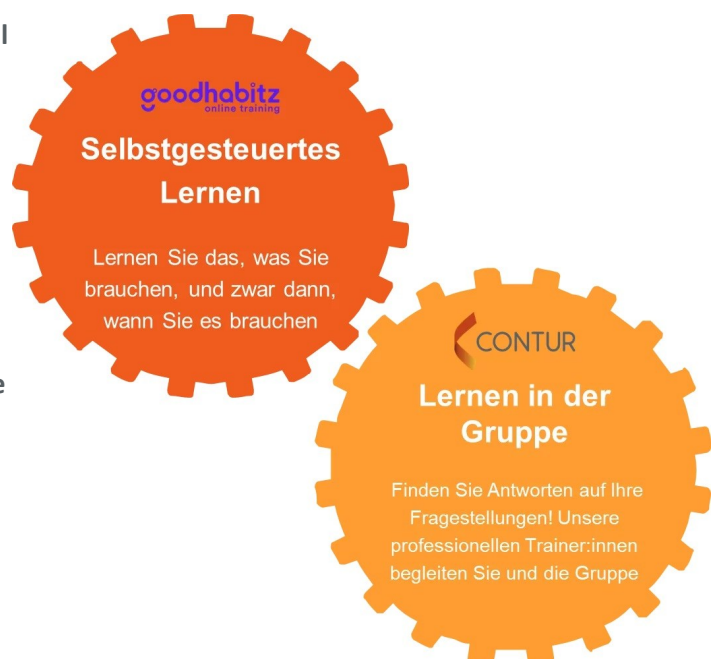 l
goodhabitz
online training
Selbstgesteuertes
Lernen
Lernen Sie das, was Sie
brauchen, und zwar dann,
wann Sie es brauchen
e
CONTUR
Lernen in der
Gruppe
Finden Sie Antworten auf Ihre
Fragestellungen! Unsere
professionellen Trainer:innen
begleiten Sie und die Gruppe